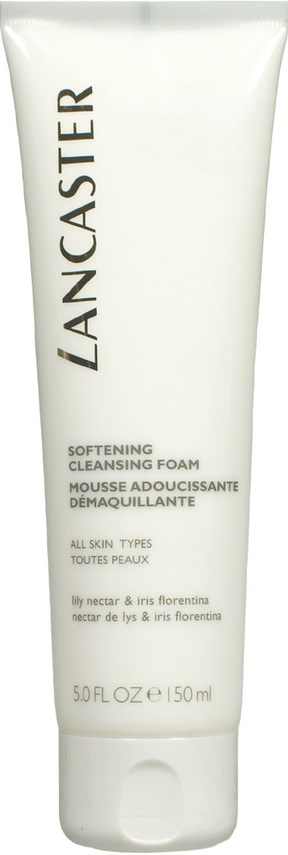 LANCASTER
SOFTENING
CLEANSING FOAM
MOUSSE ADOUCISSANTE
DÉMAQUILLANTE
ALL SKIN TYPES
TOUTES PEAUX
lily nectar & iris florentina
nectar de lys & iris florentina
5.0 FL OZ ℮ 150 ml